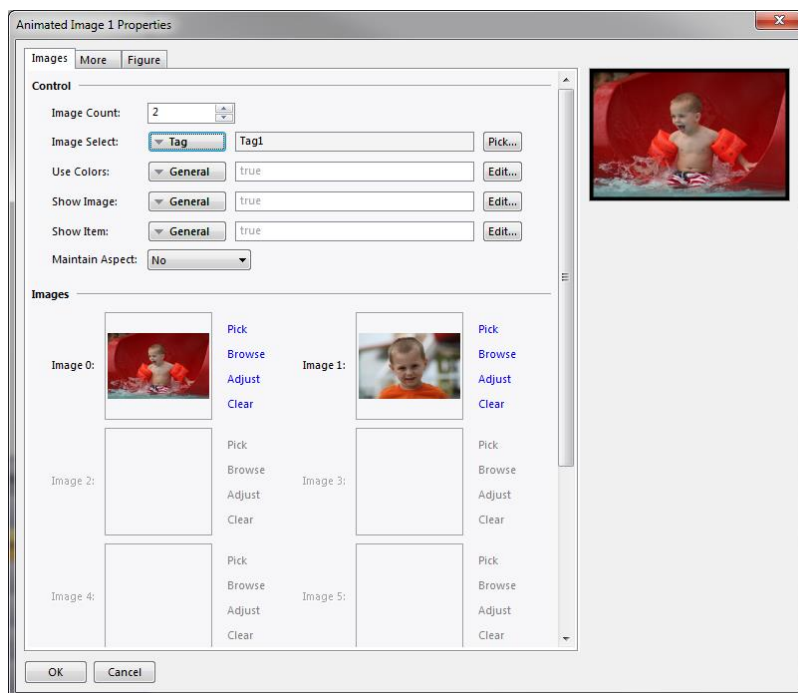 Animated Image 1 Properties
Images More Figure
Control
Image Count: 2
Image Select: Tag Tag1 Pick...
Use Colors: General true Edit...
Show Image: General true Edit...
Show Item: General true Edit...
Maintain Aspect: No
Images
Pick Pick
Browse Browse
Image 0: Image 1:
Adjust Adjust
Clear Clear
Pick Pick
Browse Browse
Image 2: Image 3:
Adjust Adjust
Clear Clear
Pick Pick
Browse Browse
Image 4: Image 5:
Adjust Adjust
Clear Clear
OK Cancel